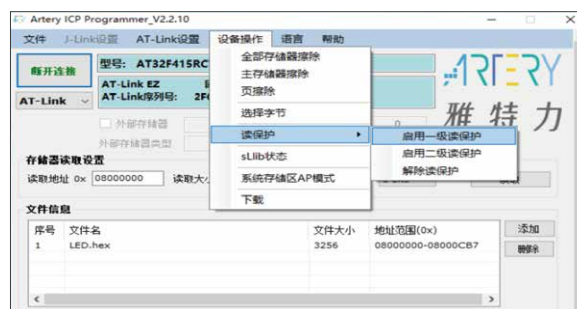 Artery ICP Programmer_V2.2.10
文件 J-Link设置 AT-Link设置 设备操作 语言 帮助
断开连接
型号: AT32F415RC
AT-Link EZ
AT-Link序列号: 2F
AT-Link
ARTERY
雅特力
全部存储器擦除
主存储器擦除
页擦除
选择字节
读保护
sLib状态
系统存储区AP模式
下载
启用一级读保护
启用二级读保护
解除读保护
外部存储器
外部存储器类型
0
存储器读取设置
读取地址 0x 08000000 读取大
文件信息
序号 文件名 文件大小 地址范围(0x)
1 LED.hex 3256 08000000-08000CB7
添加
删除